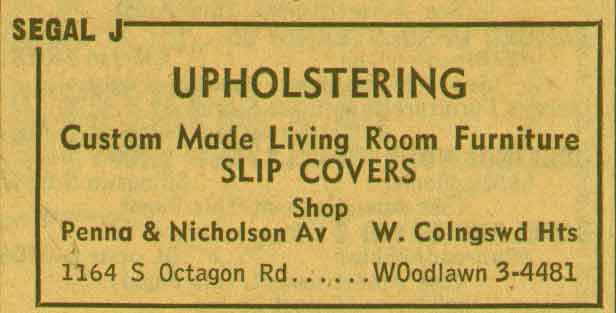 SEGAL J
UPHOLSTERING
Custom Made Living Room Furniture
SLIP COVERS
Shop
Penna & Nicholson Av W. Colngswd Hts
1164 S Octagon Rd......WOodlawn 3-4481